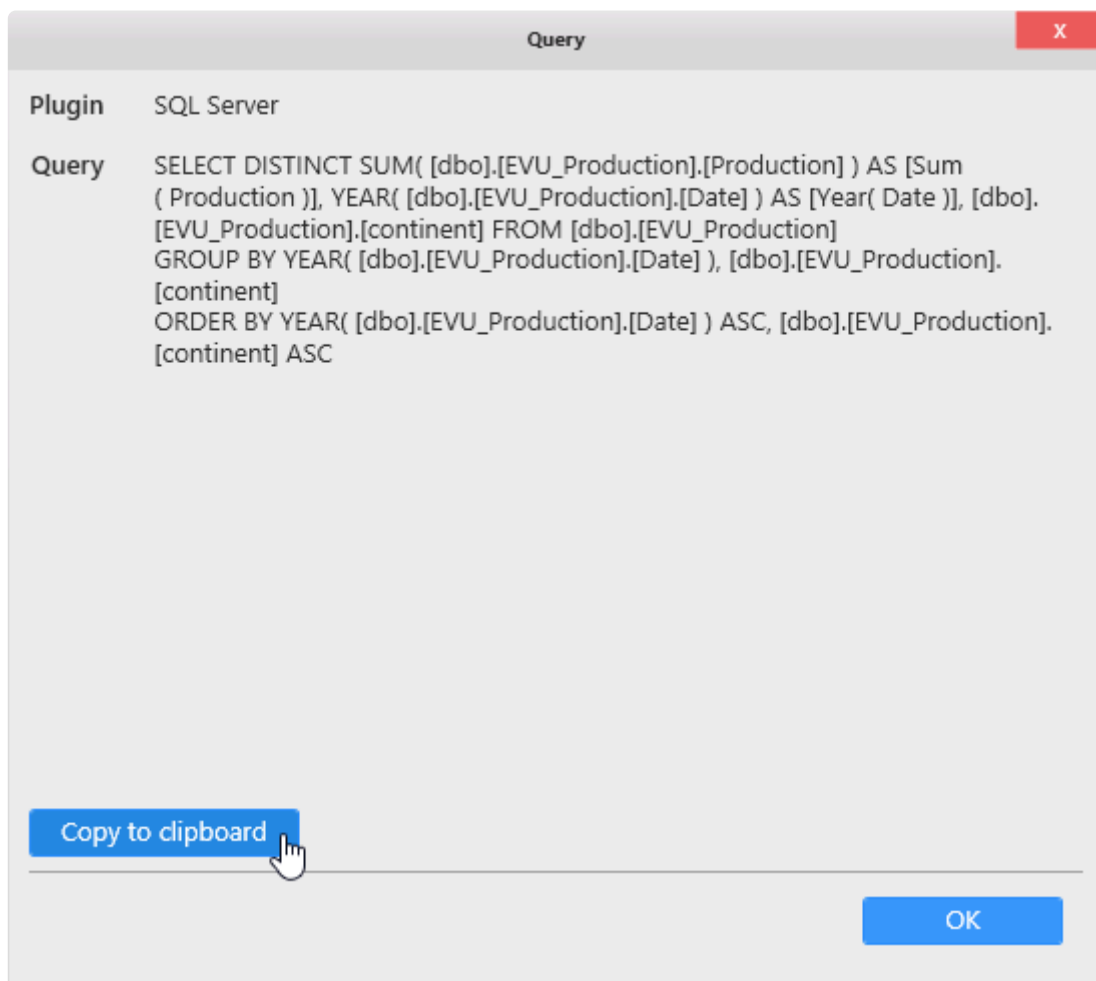 Query
X
Plugin SQL Server
Query SELECT DISTINCT SUM( [dbo].[EVU_Production].[Production] ) AS [Sum
( Production )], YEAR( [dbo].[EVU_Production].[Date] ) AS [Year( Date )], [dbo].
[EVU_Production].[continent] FROM [dbo].[EVU_Production]
GROUP BY YEAR( [dbo].[EVU_Production].[Date] ), [dbo].[EVU_Production].
[continent]
ORDER BY YEAR( [dbo].[EVU_Production].[Date] ) ASC, [dbo].[EVU_Production].
[continent] ASC
Copy to clipboard
OK